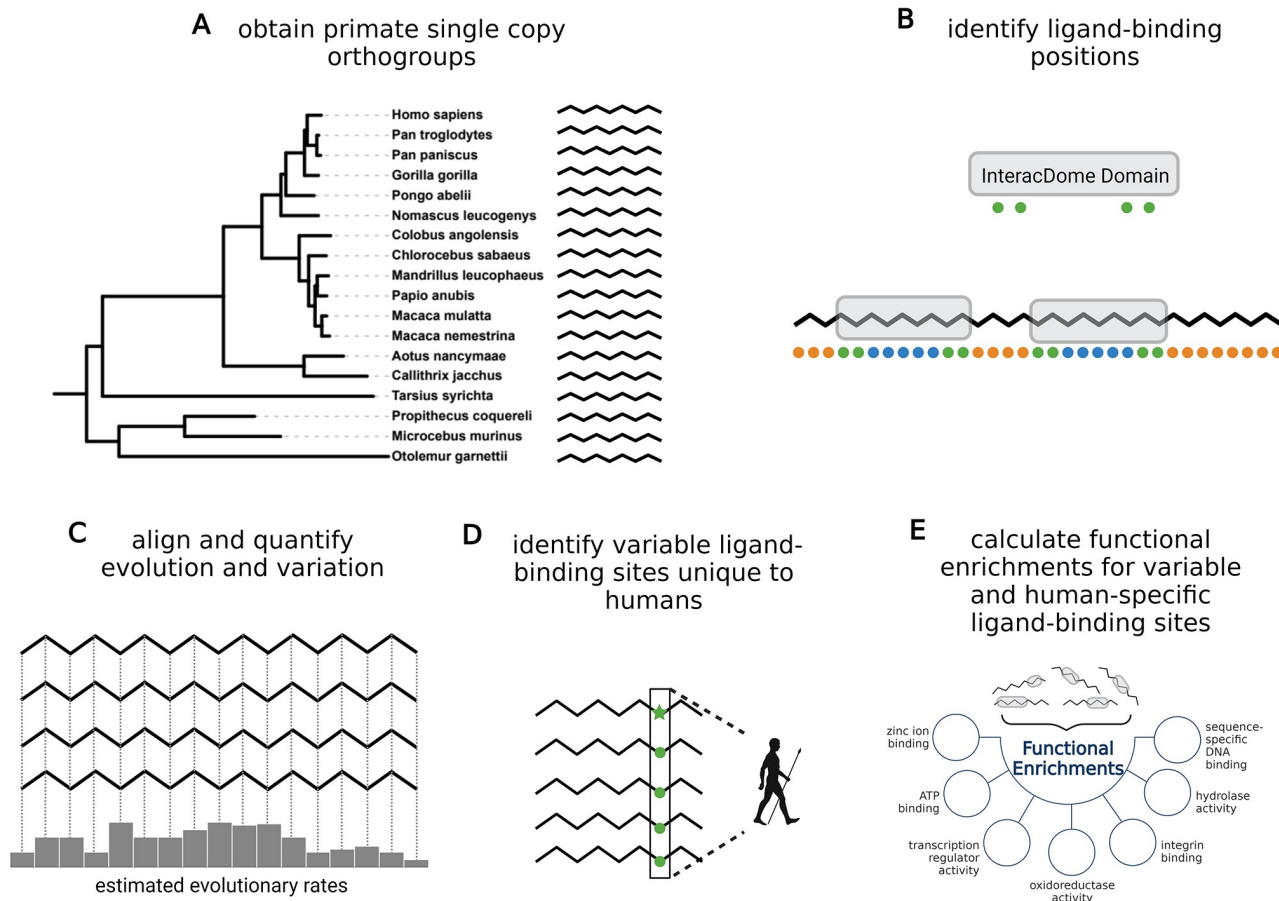 A
obtain primate single copy
orthogroups
Homo sapiens
Pan troglodytes
Pan paniscus
Gorilla gorilla
Pongo abelii
Nomascus leucogenys
Colobus angolensis
Chlorocebus sabaeus
Mandrillus leucophaeus
Papio anubis
Macaca mulatta
Macaca nemestrina
Aotus nancymaae
Callithrix jacchus
Tarsius syrichta
Propithecus coquereli
Microcebus murinus
Otolemur garnettii
B
identify ligand-binding
positions
InteracDome Domain
C
align and quantify
evolution and variation
estimated evolutionary rates
D
identify variable ligand-
binding sites unique to
humans
E
calculate functional
enrichments for variable
and human-specific
ligand-binding sites
Functional
Enrichments
zinc ion
binding
ATP
binding
transcription
regulator
activity
oxidoreductase
activity
integrin
binding
hydrolase
activity
sequence-
specific
DNA
binding